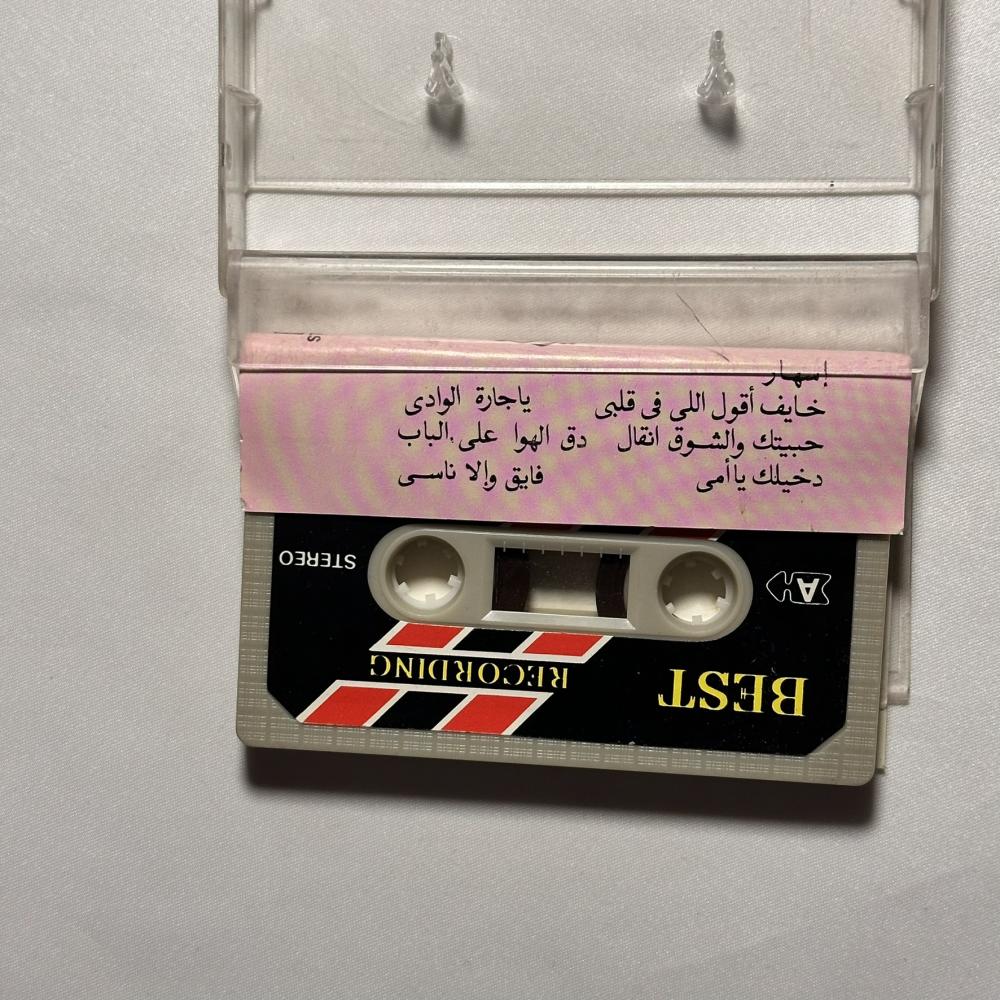 إسهار
خايف أقول اللى فى قلبى ياجارة الوادى
حبيتك والشوق انقال دق الهوا على الباب
دخيلك ياأمى فايق وإلا ناسى
STEREO
A
RECORDING
BEST